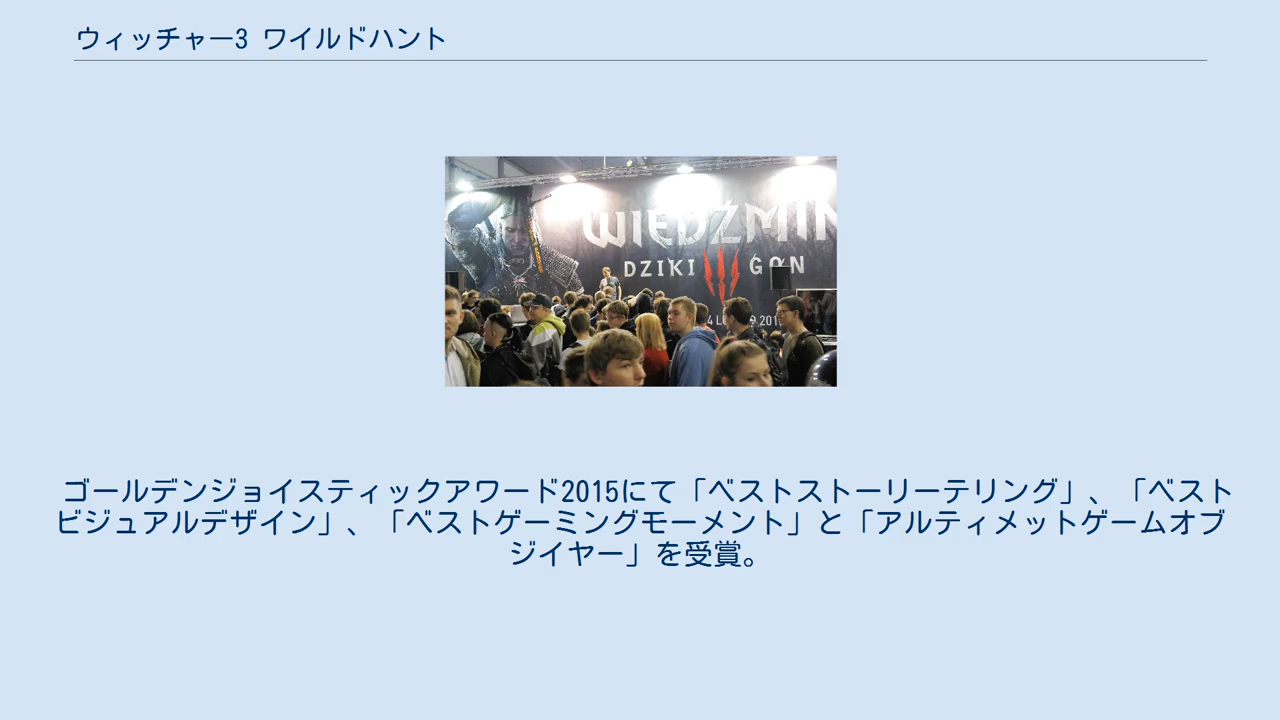 ウィッチャー3 ワイルドハント
WIEDŹMIN
DZIKI GON
ゴールデンジョイスティックアワード2015にて「ベストストーリーテリング」、「ベスト
ビジュアルデザイン」、「ベストゲーミングモーメント」と「アルティメットゲームオブ
ジイヤー」を受賞。